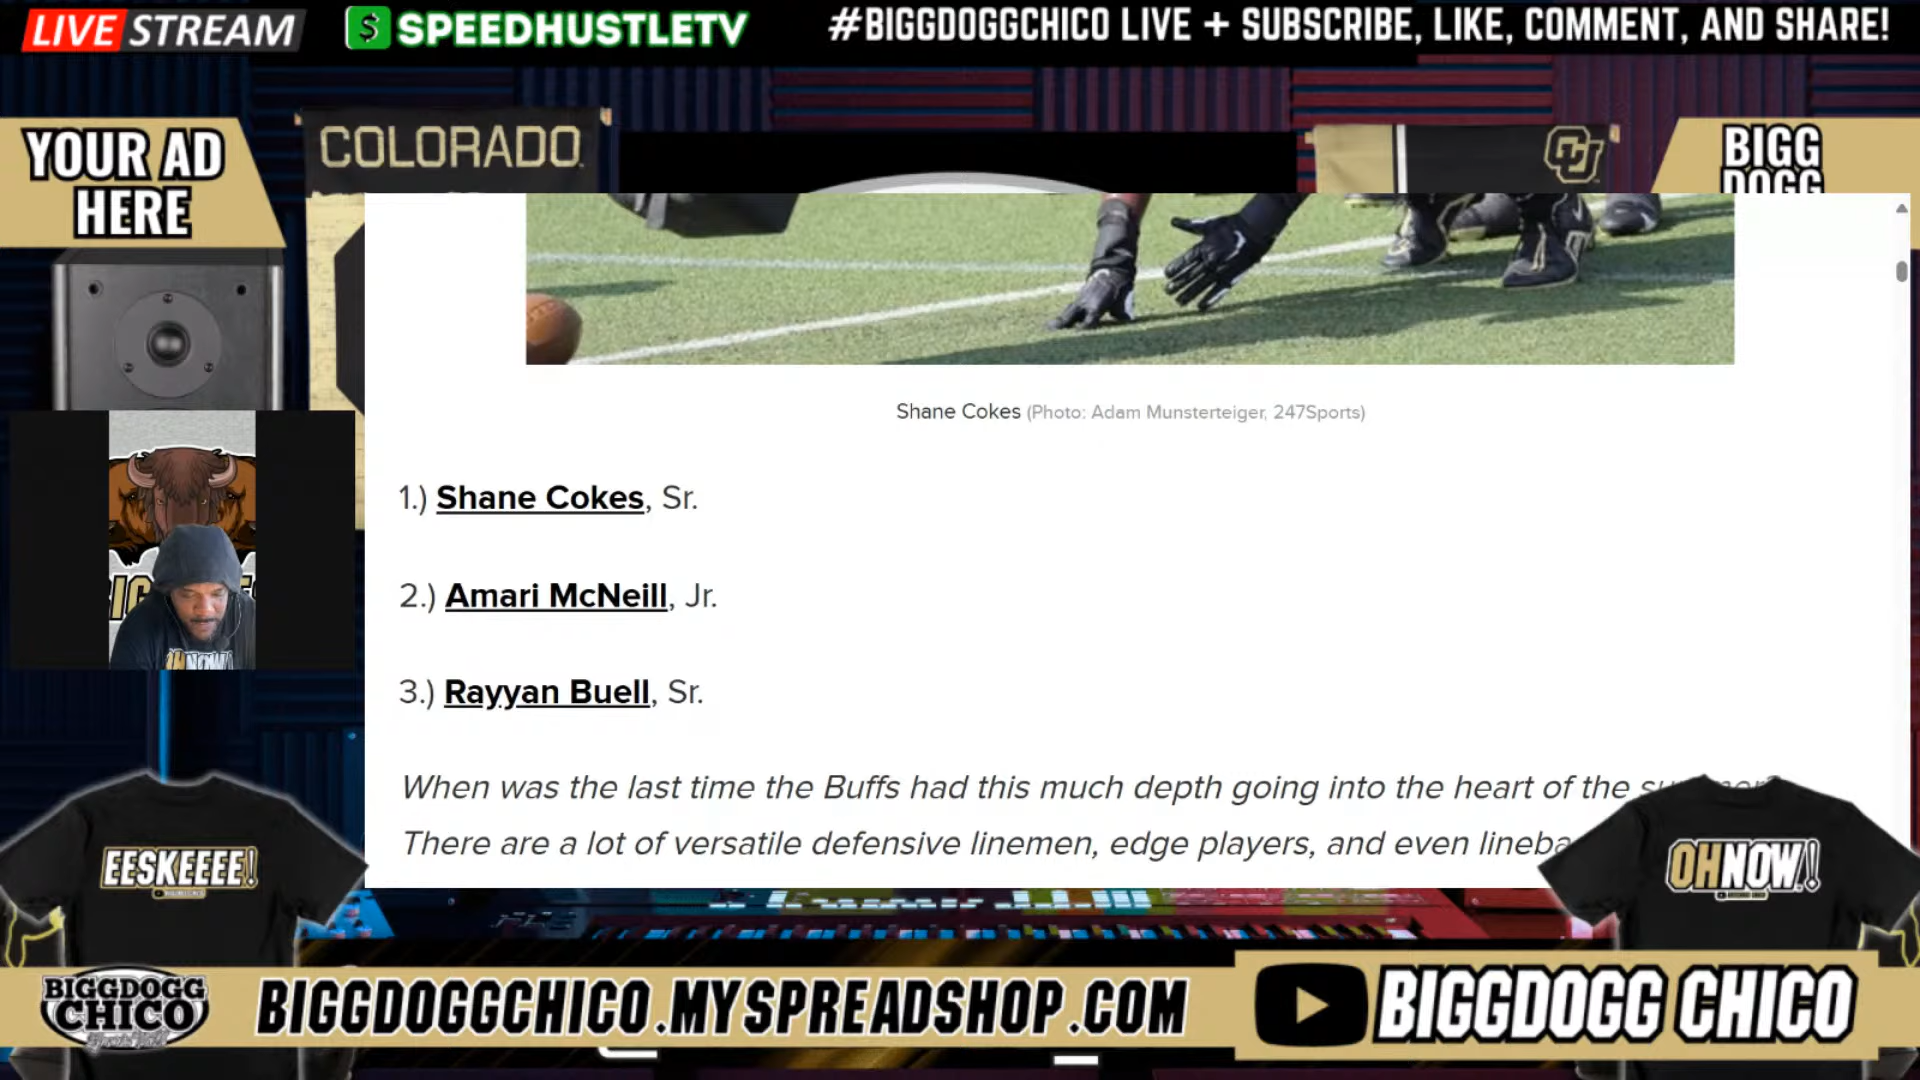 LIVE STREAM
$ SPEEDHUSTLETV
#BIGGDOGGCHICO LIVE + SUBSCRIBE, LIKE, COMMENT, AND SHARE!
YOUR AD
HERE
COLORADO
CU
BIGG
DOGG
Shane Cokes (Photo: Adam Munsterteiger, 247Sports)
1.) Shane Cokes, Sr.
2.) Amari McNeill, Jr.
3.) Rayyan Buell, Sr.
When was the last time the Buffs had this much depth going into the heart of the
There are a lot of versatile defensive linemen, edge players, and even
EESKEEEE!
OHNOW!
BIGGDOGG
CHICO
BIGGDOGGCHICO.MYSPREADSHOP.COM
BIGGDOGG CHICO